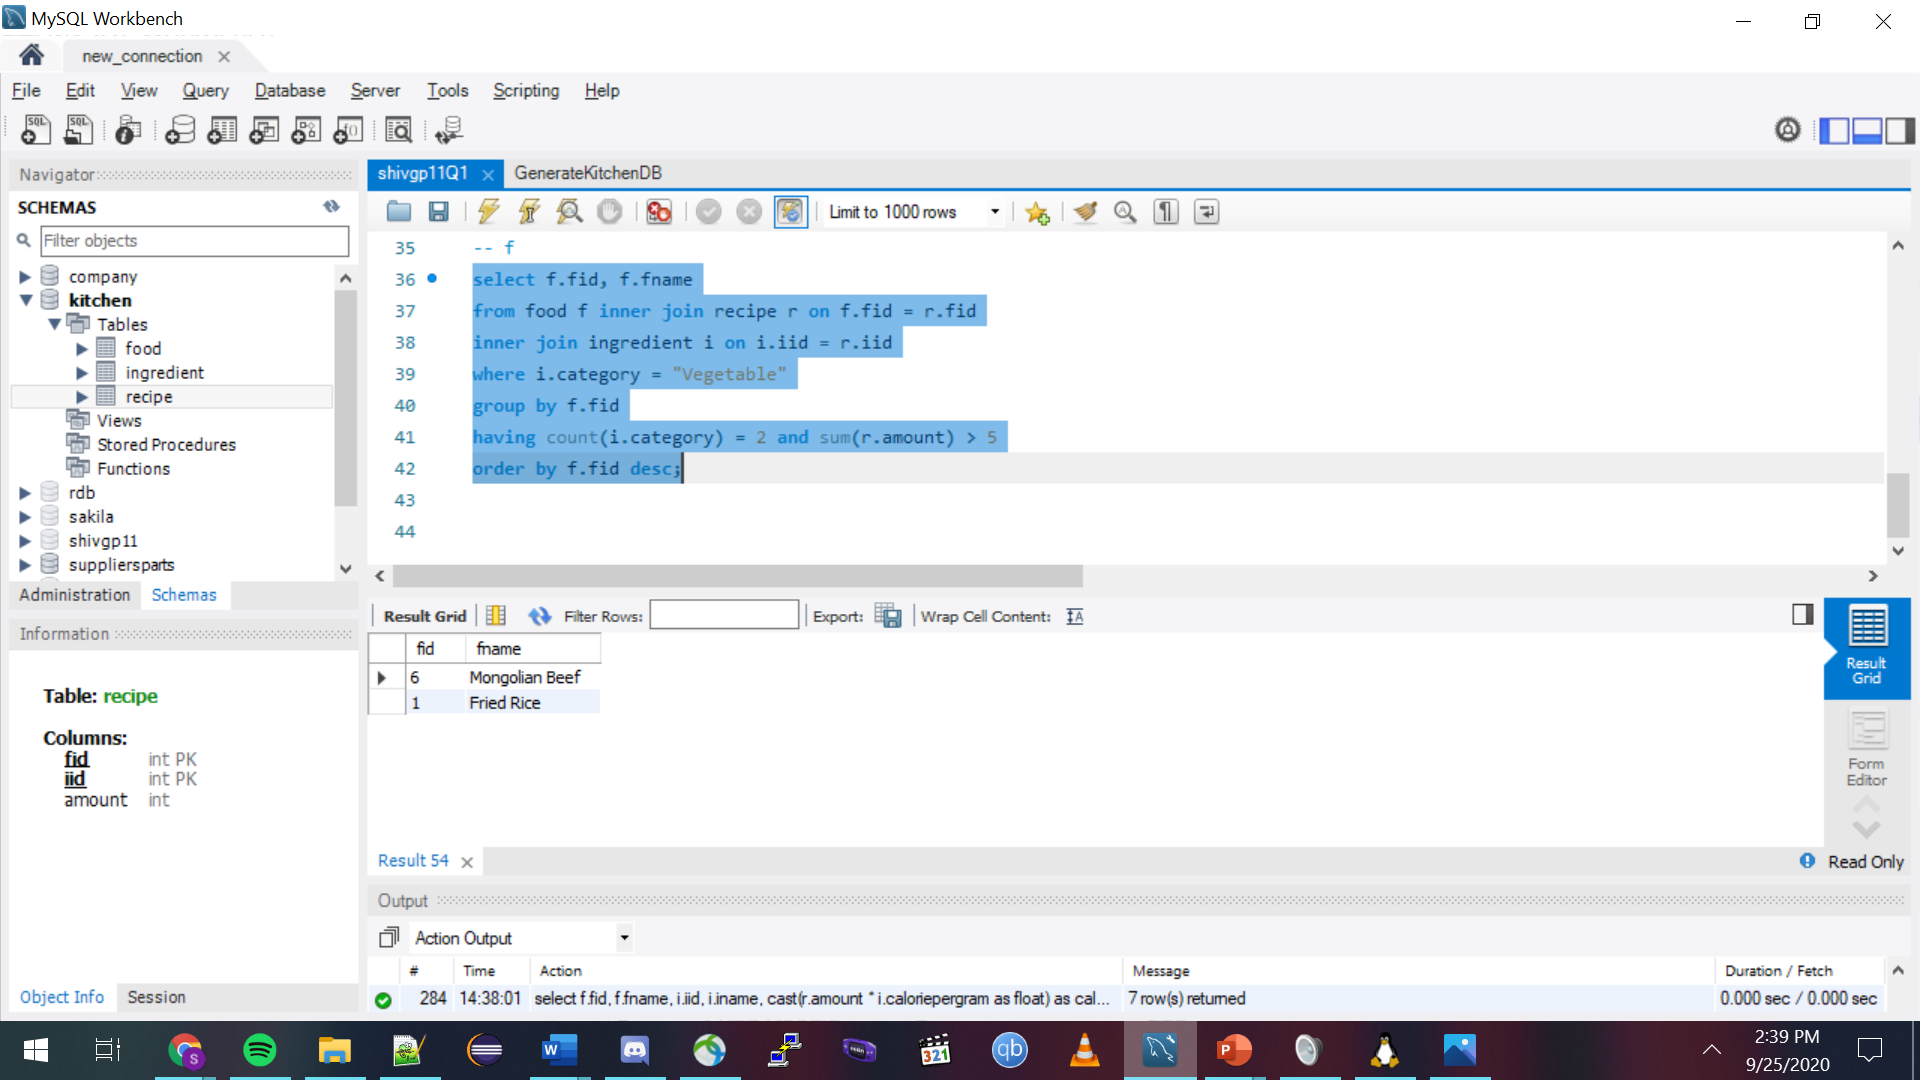 MySQL Workbench
new_connection
File Edit View Query Database Server Tools Scripting Help
Navigator
SCHEMAS
Filter objects
company
kitchen
Tables
food
ingredient
recipe
Views
Stored Procedures
Functions
rdb
sakila
shivgp11
suppliersparts
Administration Schemas
Information
Table: recipe
Columns:
fid int PK
iid int PK
amount int
Object Info Session
shivgp11Q1 GenerateKitchenDB
Limit to 1000 rows
35 -- f
36 select f.fid, f.fname
37 from food f inner join recipe r on f.fid = r.fid
38 inner join ingredient i on i.iid = r.iid
39 where i.category = "Vegetable"
40 group by f.fid
41 having count(i.category) = 2 and sum(r.amount) > 5
42 order by f.fid desc;
43
44
Result Grid Filter Rows: Export: Wrap Cell Content:
fid fname
6 Mongolian Beef
1 Fried Rice
Result Grid
Form Editor
Result 54
Read Only
Output
Action Output
# Time Action Message Duration / Fetch
284 14:38:01 select f.fid, f.fname, i.iid, i.iname, cast(r.amount * i.caloriepergram as float) as cal... 7 row(s) returned 0.000 sec / 0.000 sec
2:39 PM
9/25/2020